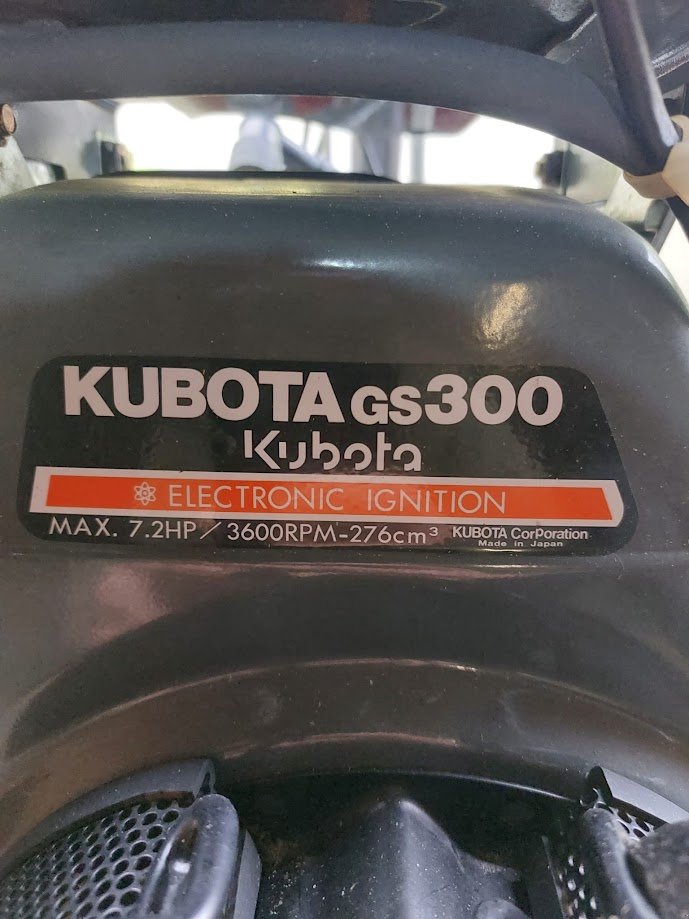 KUBOTA GS300
Kubota
ELECTRONIC IGNITION
MAX. 7.2HP／3600RPM-276cm³ KUBOTA CorPoration
Made in Japan